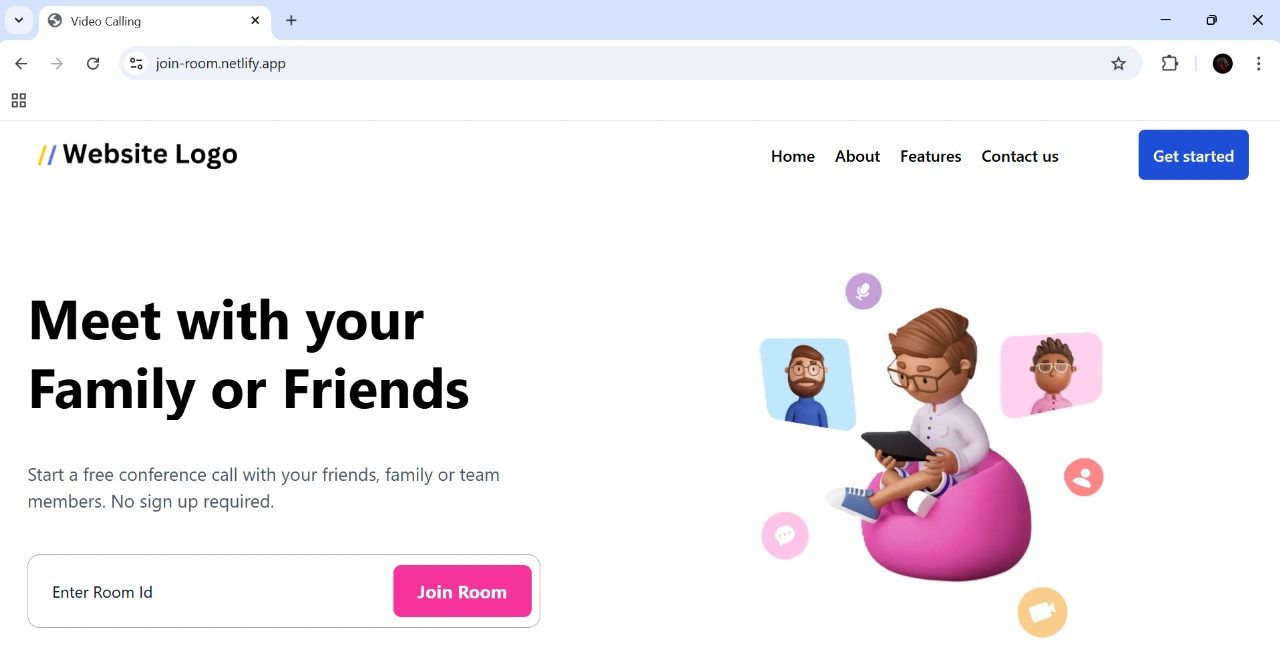 Video Calling
join-room.netlify.app
// Website Logo
Home About Features Contact us Get started
Meet with your
Family or Friends
Start a free conference call with your friends, family or team
members. No sign up required.
Enter Room Id Join Room